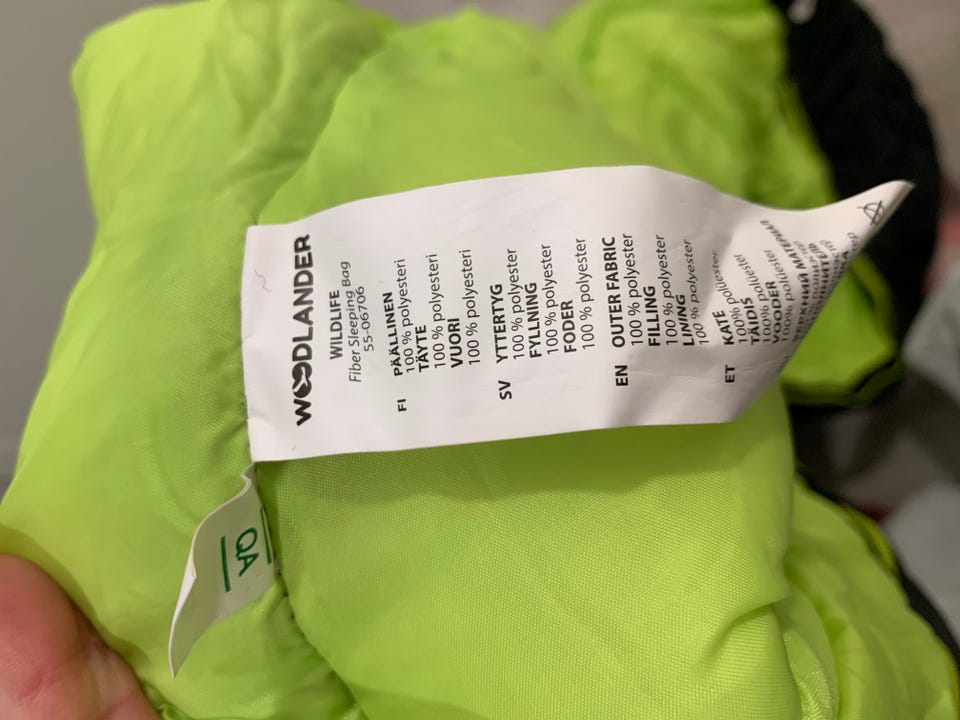 WOODLANDER
WILDLIFE
Fiber Sleeping Bag
55-06706
FI PÄÄLLINEN
100 % polyesteri
TÄYTE
100 % polyesteri
VUORI
100 % polyesteri
SV YTTERTYG
100 % polyester
FYLLNING
100 % polyester
FODER
100 % polyester
EN OUTER FABRIC
100 % polyester
FILLING
100 % polyester
LINING
100 % polyester
ET KATE
100% polüester
TÄIDIS
100% polüester
VOODER
100% polüester
ВЕРХНИЙ МАТЕРИАЛ
QA